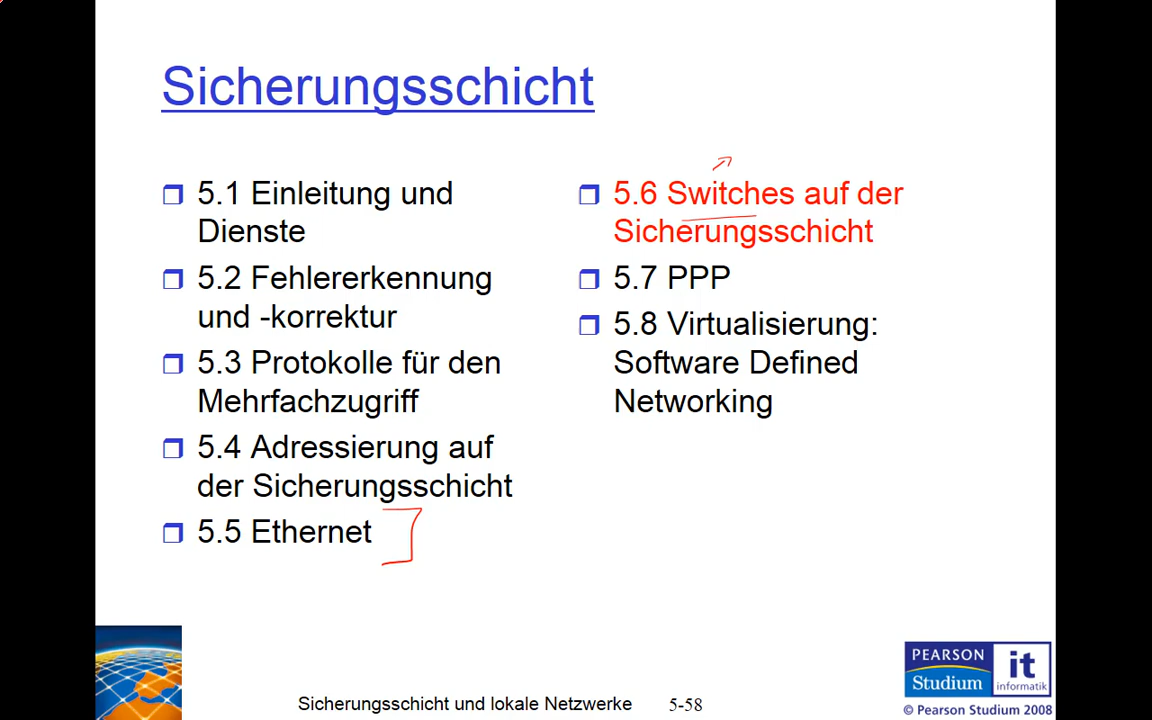 Sicherungsschicht
5.1 Einleitung und
Dienste
5.2 Fehlererkennung
und -korrektur
5.3 Protokolle für den
Mehrfachzugriff
5.4 Adressierung auf
der Sicherungsschicht
5.5 Ethernet
5.6 Switches auf der
Sicherungsschicht
5.7 PPP
5.8 Virtualisierung:
Software Defined
Networking
Sicherungsschicht und lokale Netzwerke 5-58
PEARSON
Studium
it
informatik
© Pearson Studium 2008